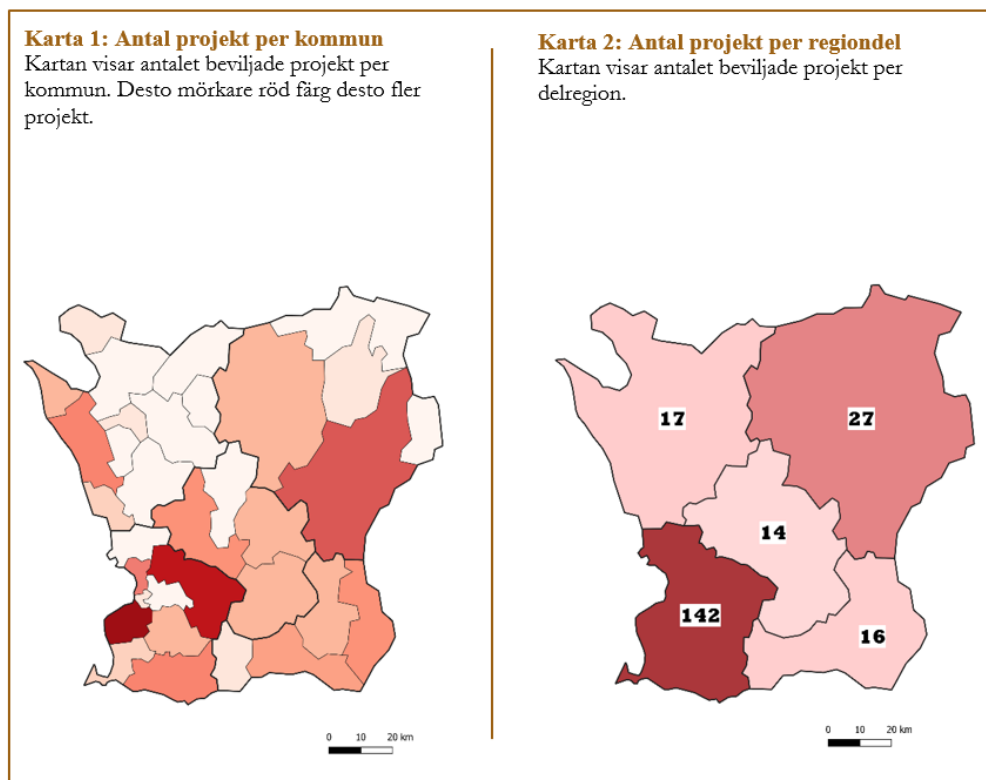 Karta 1: Antal projekt per kommun
Kartan visar antalet beviljade projekt per
kommun. Desto mörkare röd färg desto fler
projekt.
0 10 20 km
Karta 2: Antal projekt per regiondel
Kartan visar antalet beviljade projekt per
delregion.
17
27
14
142
16
0 10 20 km